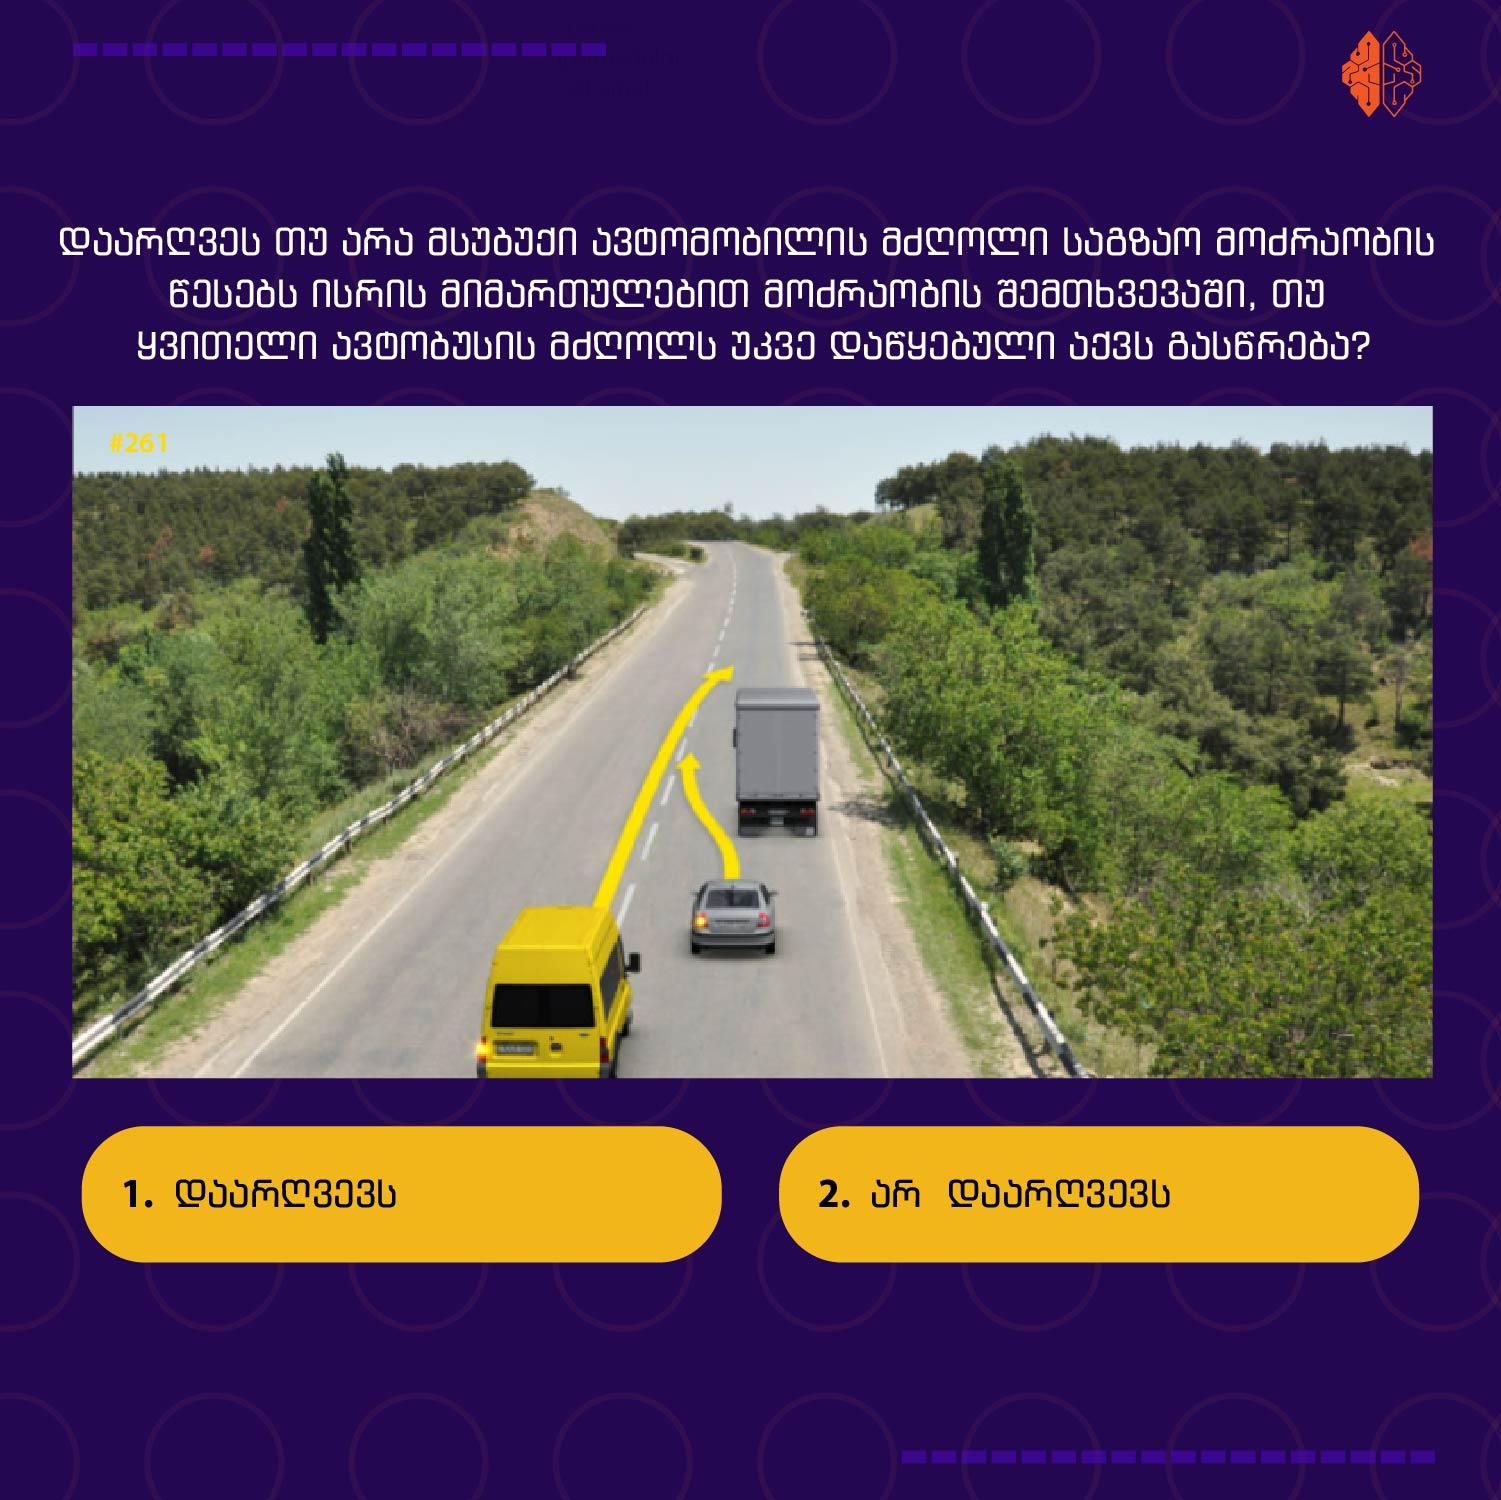 დაარღვეს თუ არა მსუბუქი ავტომობილის მძღოლი საგზაო მოძრაობის
წესებს ისრის მიმართულებით მოძრაობის შემთხვევაში, თუ
ყვითელი ავტობუსის მძღოლს უკვე დაწყებული აქვს გასწრება?
#261
1. დაარღვევს
2. არ დაარღვევს